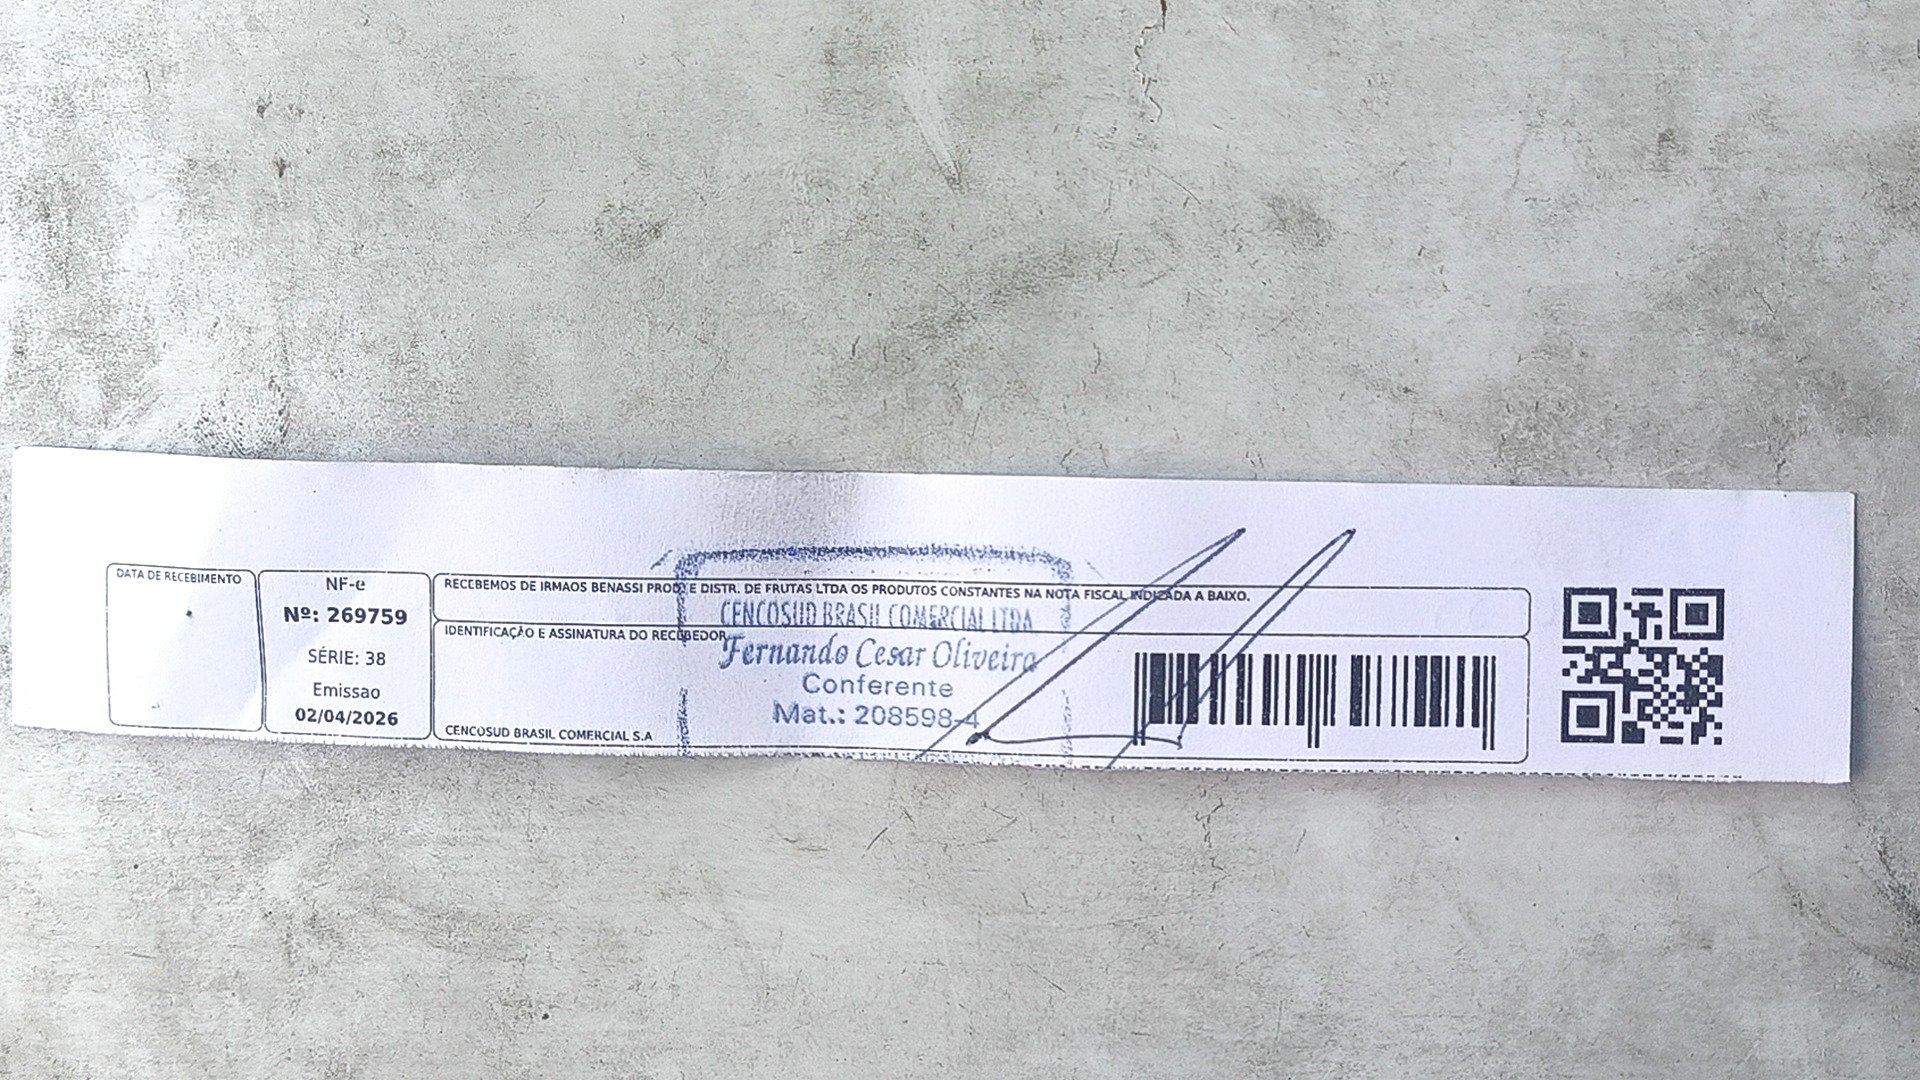 DATA DE RECEBIMENTO
NF-e
Nº: 269759
SÉRIE: 38
Emissao
02/04/2026
RECEBEMOS DE IRMAOS BENASSI PROD. E DISTR. DE FRUTAS LTDA OS PRODUTOS CONSTANTES NA NOTA FISCAL INDIZADA A BAIXO.
IDENTIFICAÇÃO E ASSINATURA DO RECEBEDOR
CENCOSUD BRASIL COMERCIAL S.A
CENCOSUD BRASIL COMERCIAL LTDA
Fernando Cesar Oliveira
Conferente
Mat.: 208598-4